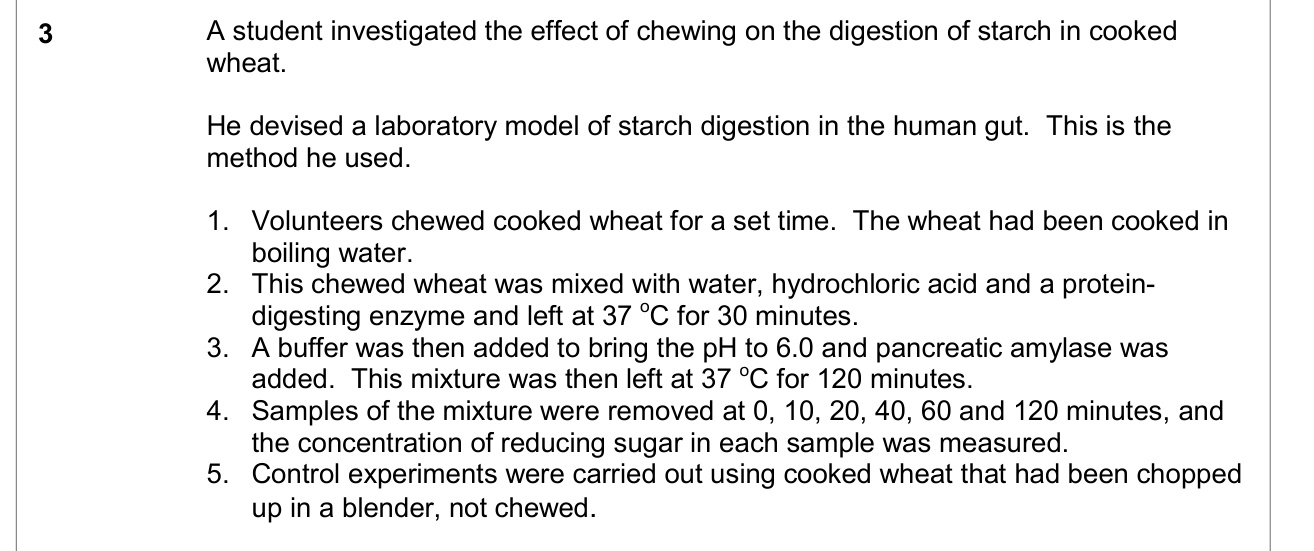 3 A student investigated the effect of chewing on the digestion of starch in cooked
wheat.
He devised a laboratory model of starch digestion in the human gut.  This is the
method he used.
1. Volunteers chewed cooked wheat for a set time.  The wheat had been cooked in
boiling water.
2. This chewed wheat was mixed with water, hydrochloric acid and a protein-
digesting enzyme and left at 37 ºC for 30 minutes.
3. A buffer was then added to bring the pH to 6.0 and pancreatic amylase was
added.  This mixture was then left at 37 ºC for 120 minutes.
4. Samples of the mixture were removed at 0, 10, 20, 40, 60 and 120 minutes, and
the concentration of reducing sugar in each sample was measured.
5. Control experiments were carried out using cooked wheat that had been chopped
up in a blender, not chewed.